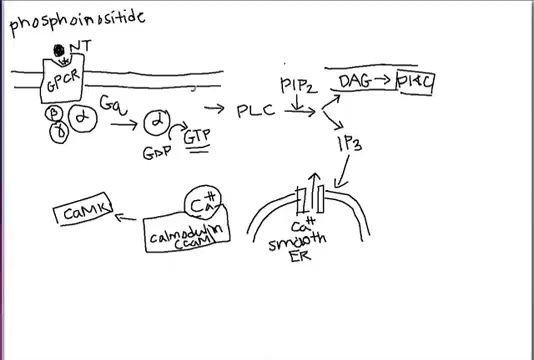 phosphoinositide
NT
GPCR
β
γ
α
Gq
α
GDP
GTP
PLC
PIP2
DAG → PKC
IP3
Ca++
smooth
ER
Ca++
calmodulin
(CaM)
CaMK